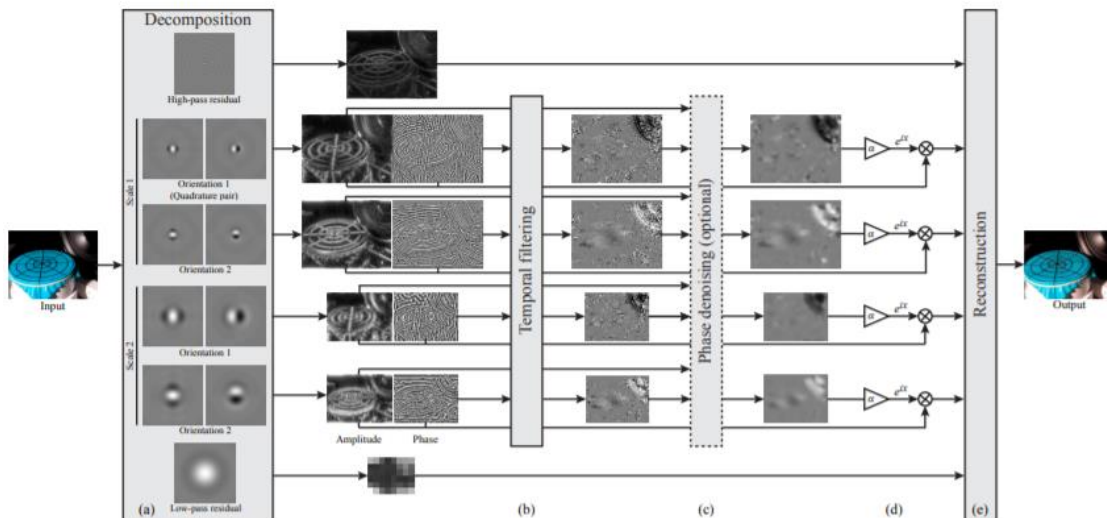 Decomposition
High-pass residual
Scale 1
Orientation 1
(Quadrature pair)
Orientation 2
Scale 2
Orientation 1
Orientation 2
Low-pass residual
Input
Amplitude
Phase
Temporal filtering
Phase denoising (optional)
α
e^{ix}
α
e^{ix}
α
e^{ix}
α
e^{ix}
Reconstruction
Output
(a)
(b)
(c)
(d)
(e)